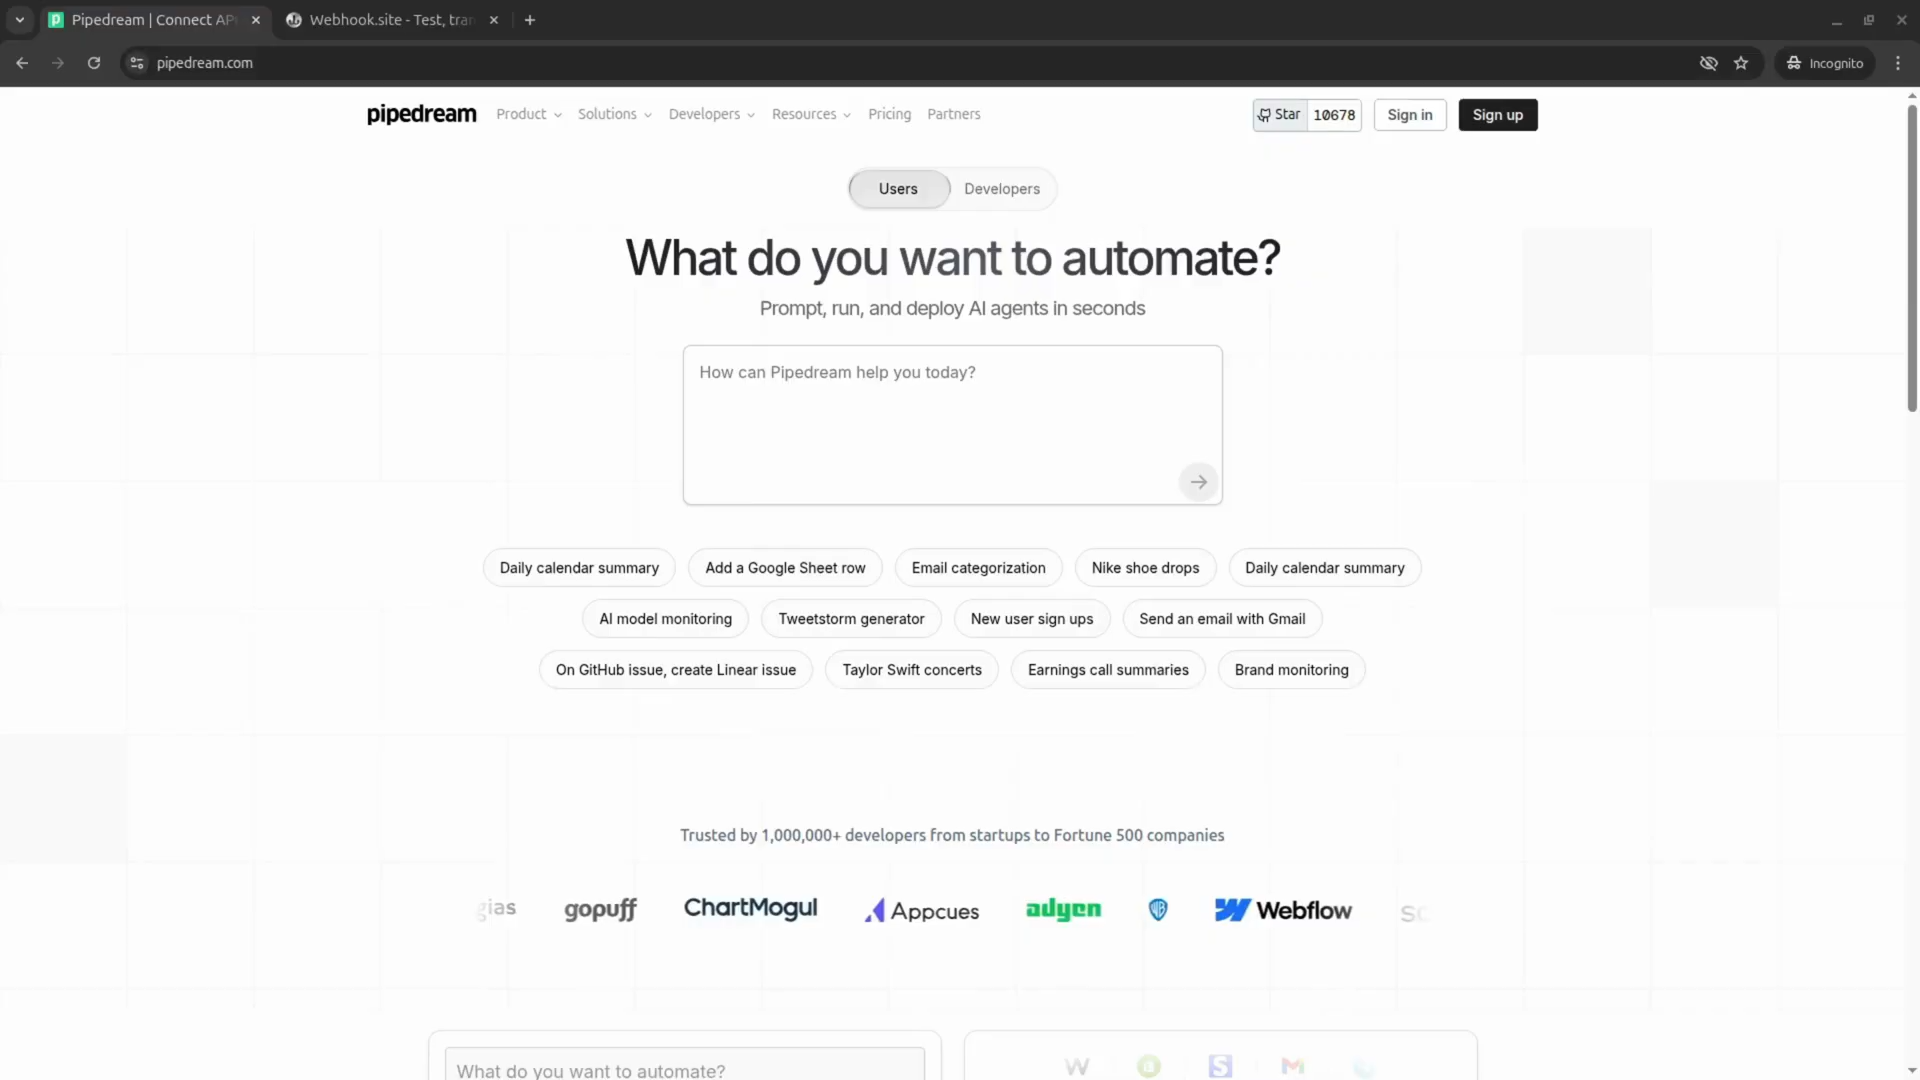 Pipedream | Connect AP
Webhook.site - Test, tran
pipedream.com
Incognito
pipedream
Product
Solutions
Developers
Resources
Pricing
Partners
Star
10678
Sign in
Sign up
Users
Developers
What do you want to automate?
Prompt, run, and deploy AI agents in seconds
How can Pipedream help you today?
Daily calendar summary
Add a Google Sheet row
Email categorization
Nike shoe drops
Daily calendar summary
AI model monitoring
Tweetstorm generator
New user sign ups
Send an email with Gmail
On GitHub issue, create Linear issue
Taylor Swift concerts
Earnings call summaries
Brand monitoring
Trusted by 1,000,000+ developers from startups to Fortune 500 companies
gias
gopuff
ChartMogul
Appcues
adyen
WB
Webflow
sc
What do you want to automate?
W
S